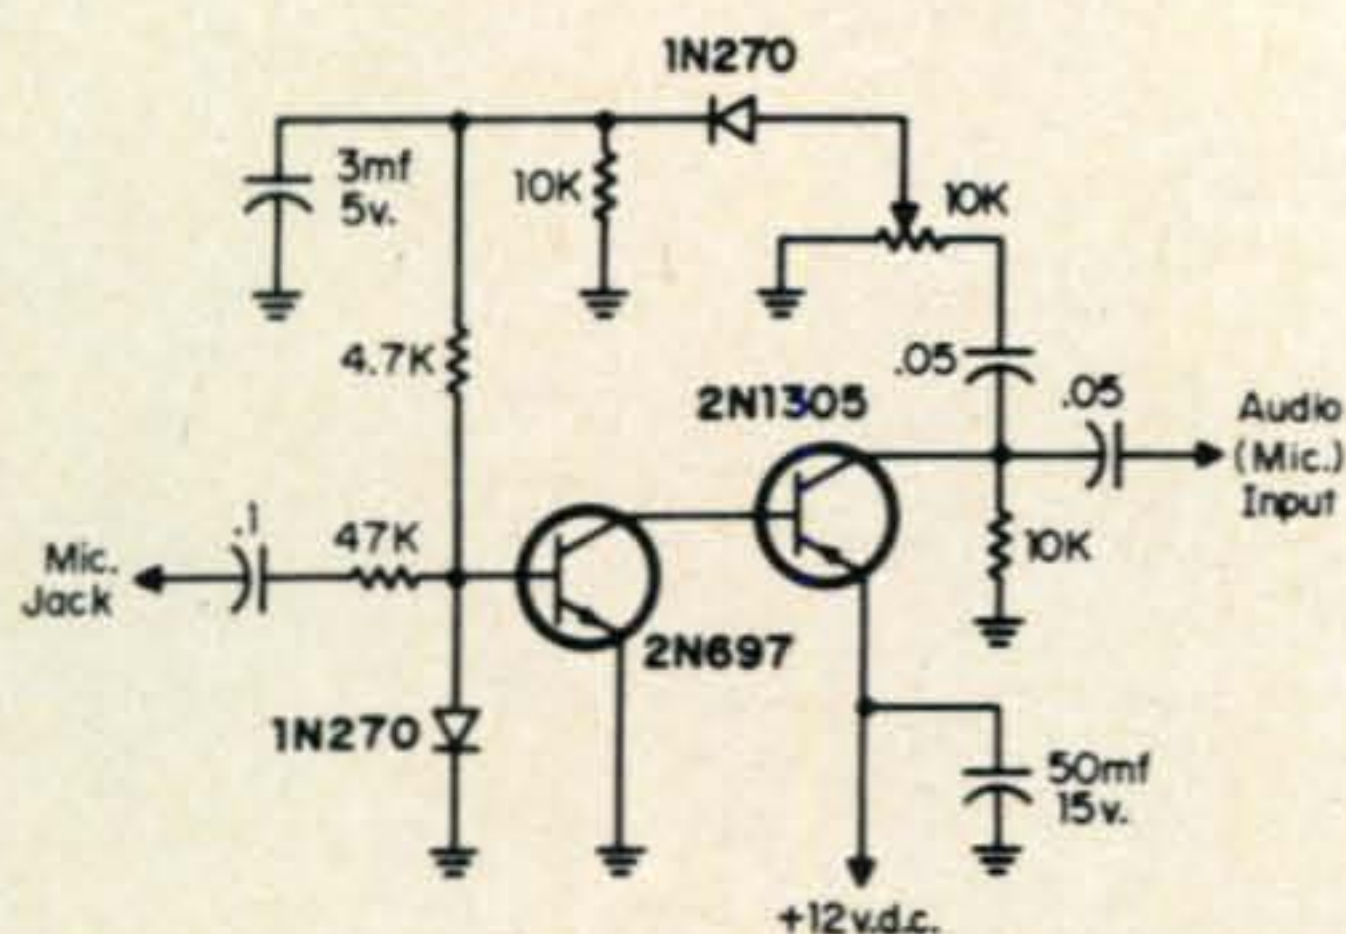 1N270
3mf
5v.
10K
10K
4.7K
.05
.05
2N1305
Audio
(Mic.)
Input
.1
47K
10K
Mic.
Jack
2N697
1N270
50mf
15v.
+12v.d.c.